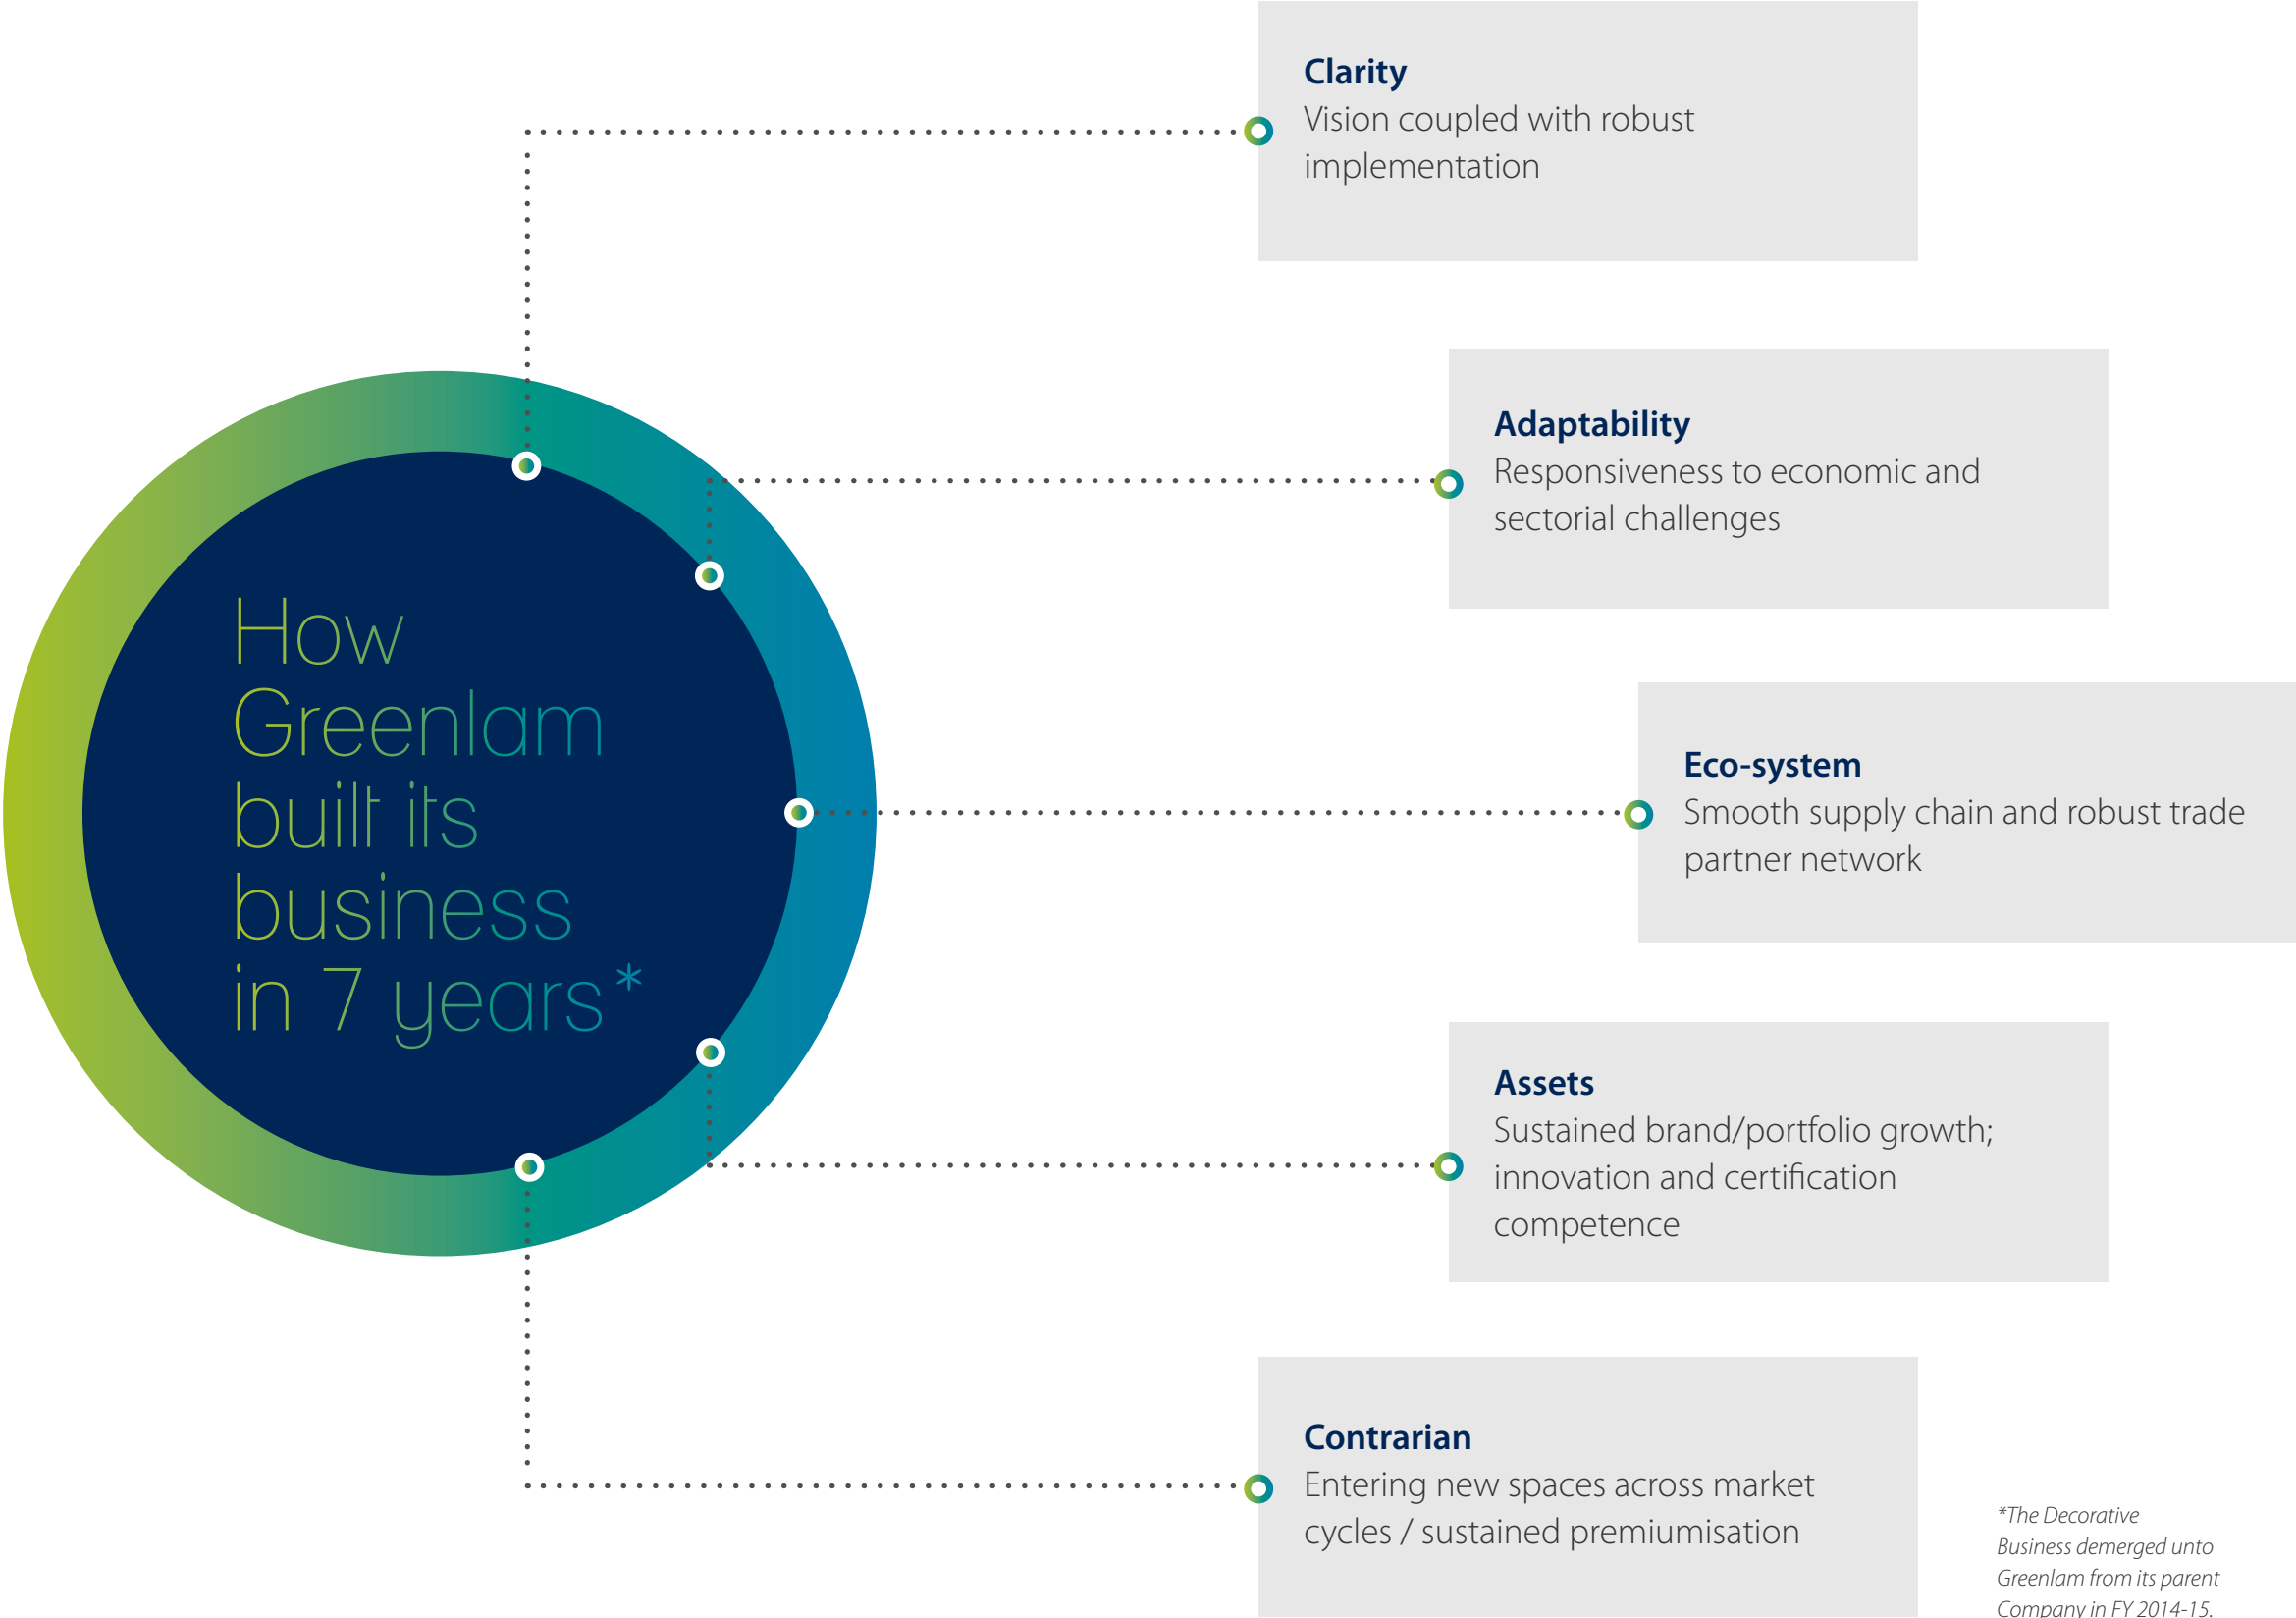 How
Greenlam
built its
business
in 7 years*
Clarity
Vision coupled with robust
implementation
Adaptability
Responsiveness to economic and
sectorial challenges
Eco-system
Smooth supply chain and robust trade
partner network
Assets
Sustained brand/portfolio growth;
innovation and certification
competence
Contrarian
Entering new spaces across market
cycles / sustained premiumisation
*The Decorative
Business demerged unto
Greenlam from its parent
Company in FY 2014-15.